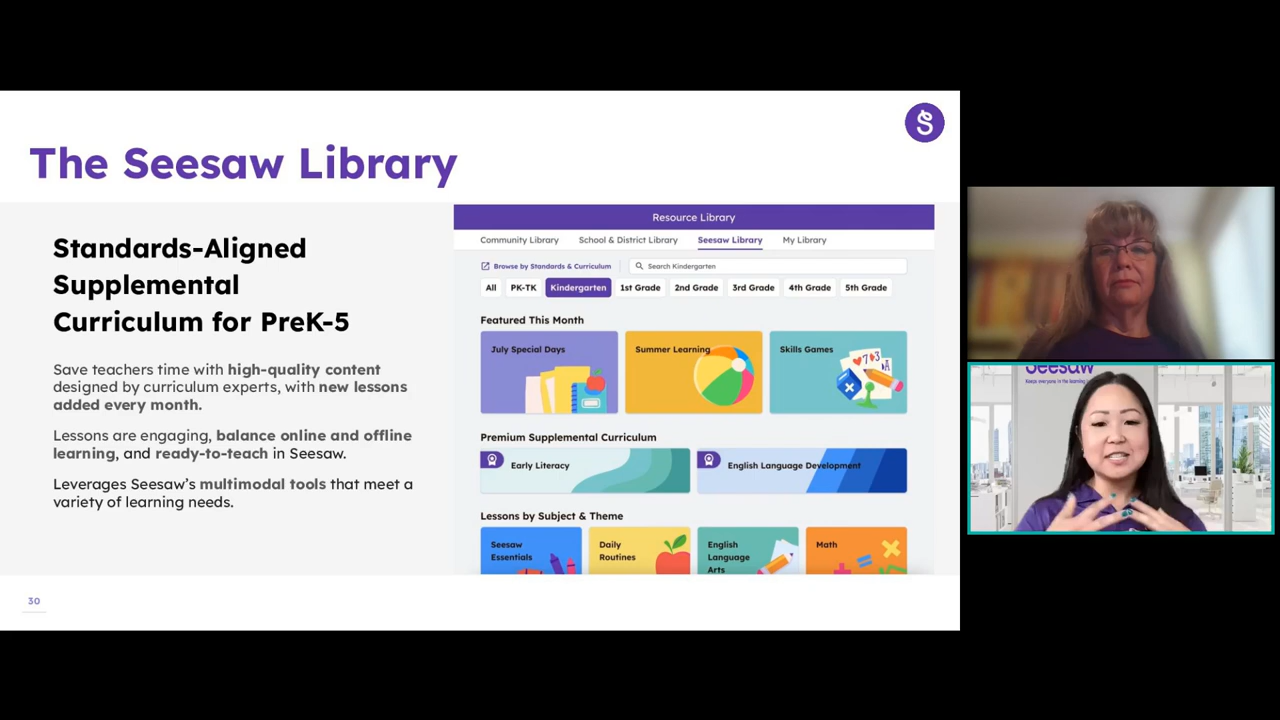 The Seesaw Library
Standards-Aligned
Supplemental
Curriculum for PreK-5
Save teachers time with high-quality content
designed by curriculum experts, with new lessons
added every month.
Lessons are engaging, balance online and offline
learning, and ready-to-teach in Seesaw.
Leverages Seesaw's multimodal tools that meet a
variety of learning needs.
30
Resource Library
Community Library School & District Library Seesaw Library My Library
Browse by Standards & Curriculum Search Kindergarten
All PK-TK Kindergarten 1st Grade 2nd Grade 3rd Grade 4th Grade 5th Grade
Featured This Month
July Special Days Summer Learning Skills Games
Premium Supplemental Curriculum
Early Literacy English Language Development
Lessons by Subject & Theme
Seesaw
Essentials
Daily
Routines
English
Language
Arts
Math
Seesaw
Keeps everyone in the learning